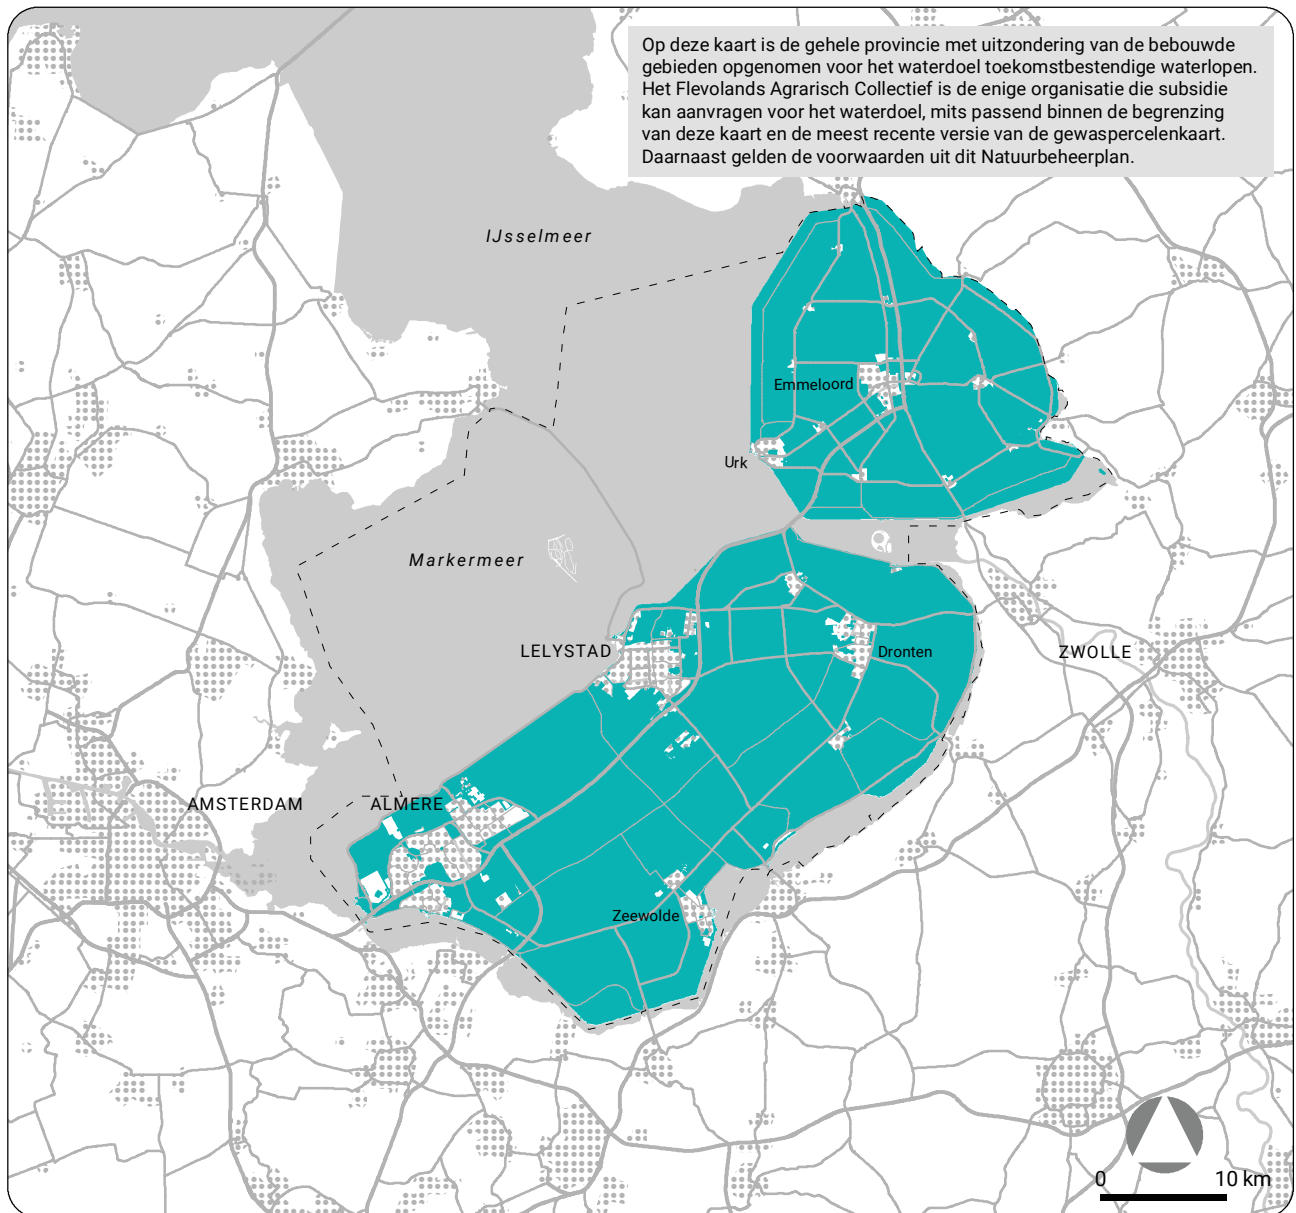 Op deze kaart is de gehele provincie met uitzondering van de bebouwde
gebieden opgenomen voor het waterdoel toekomstbestendige waterlopen.
Het Flevolands Agrarisch Collectief is de enige organisatie die subsidie
kan aanvragen voor het waterdoel, mits passend binnen de begrenzing
van deze kaart en de meest recente versie van de gewaspercelenkaart.
Daarnaast gelden de voorwaarden uit dit Natuurbeheerplan.
IJsselmeer
Emmeloord
Urk
Markermeer
LELYSTAD
Dronten
ZWOLLE
AMSTERDAM
ALMERE
Zeewolde
0 10 km